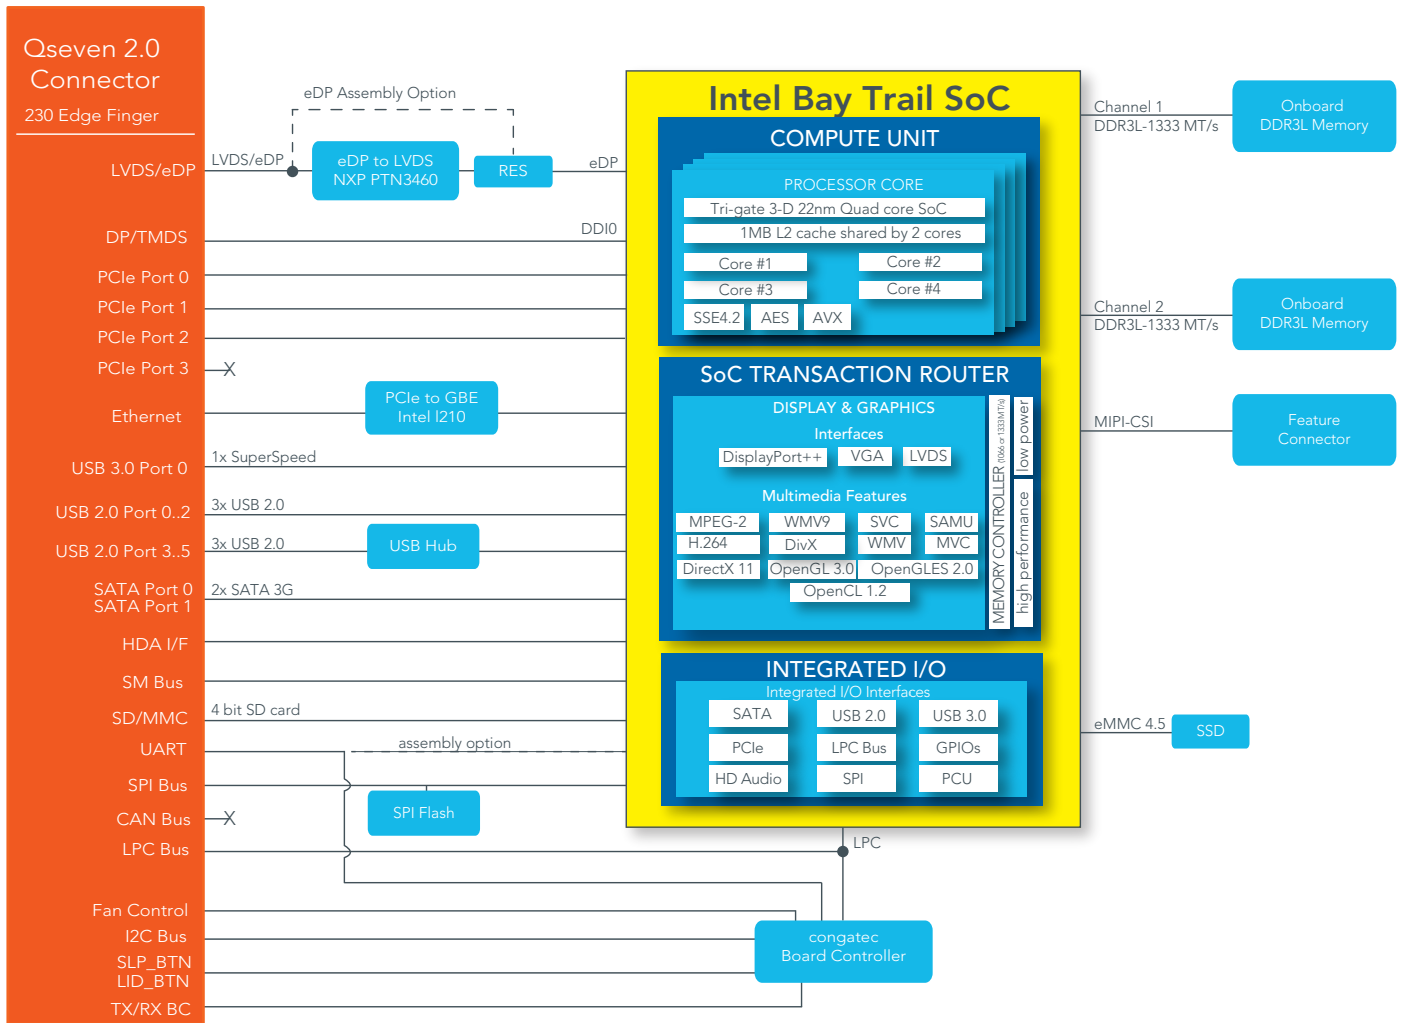 Qseven 2.0
Connector
230 Edge Finger
LVDS/eDP
DP/TMDS
PCIe Port 0
PCIe Port 1
PCIe Port 2
PCIe Port 3
Ethernet
USB 3.0 Port 0
USB 2.0 Port 0..2
USB 2.0 Port 3..5
SATA Port 0
SATA Port 1
HDA I/F
SM Bus
SD/MMC
UART
SPI Bus
CAN Bus
LPC Bus
Fan Control
I2C Bus
SLP_BTN
LID_BTN
TX/RX BC
eDP Assembly Option
LVDS/eDP
eDP to LVDS
NXP PTN3460
RES
eDP
DDI0
X
PCIe to GBE
Intel I210
1x SuperSpeed
3x USB 2.0
3x USB 2.0
USB Hub
2x SATA 3G
4 bit SD card
assembly option
SPI Flash
X
Intel Bay Trail SoC
COMPUTE UNIT
PROCESSOR CORE
Tri-gate 3-D 22nm Quad core SoC
1MB L2 cache shared by 2 cores
Core #1
Core #2
Core #3
Core #4
SSE4.2
AES
AVX
SoC TRANSACTION ROUTER
DISPLAY & GRAPHICS
Interfaces
DisplayPort++
VGA
LVDS
Multimedia Features
MPEG-2
WMV9
SVC
SAMU
H.264
DivX
WMV
MVC
DirectX 11
OpenGL 3.0
OpenGLES 2.0
OpenCL 1.2
MEMORY CONTROLLER (1066 or 1333MT/s)
low power
high performance
INTEGRATED I/O
Integrated I/O Interfaces
SATA
USB 2.0
USB 3.0
PCIe
LPC Bus
GPIOs
HD Audio
SPI
PCU
LPC
congatec
Board Controller
Channel 1
DDR3L-1333 MT/s
Onboard
DDR3L Memory
Channel 2
DDR3L-1333 MT/s
Onboard
DDR3L Memory
MIPI-CSI
Feature
Connector
eMMC 4.5
SSD